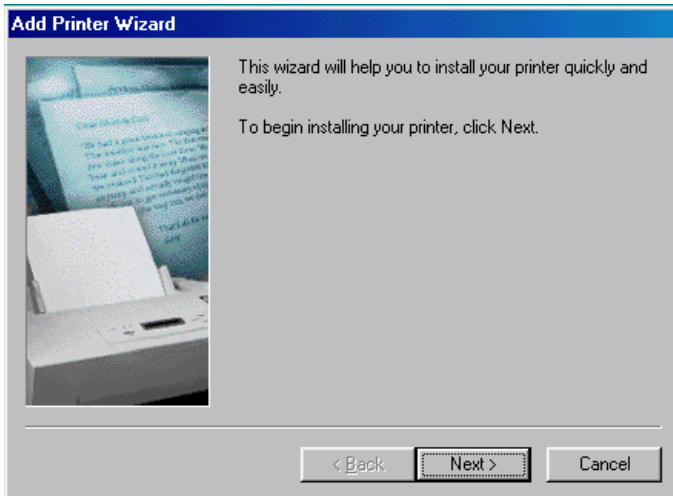 Add Printer Wizard
This wizard will help you to install your printer quickly and
easily.
To begin installing your printer, click Next.
< Back
Next >
Cancel